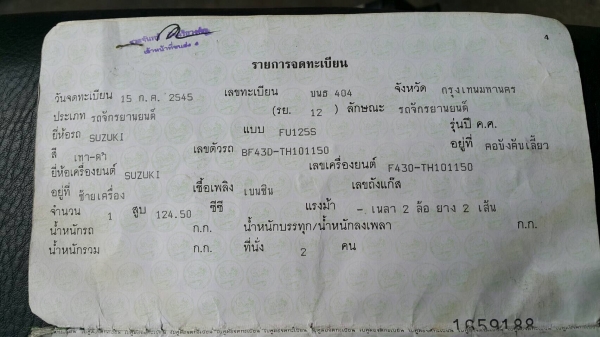 เจ้าหน้าที่ขนส่ง ๕
4
รายการจดทะเบียน
วันจดทะเบียน 15 ก.ค. 2545 เลขทะเบียน ขนธ 404 จังหวัด กรุงเทพมหานคร
ประเภท รถจักรยานยนต์ (รย. 12 ) ลักษณะ รถจักรยานยนต์
ยี่ห้อรถ SUZUKI แบบ FU125S รุ่นปี ค.ศ.
สี เทา-ดำ เลขตัวรถ BF43D-TH101150 อยู่ที่ คอบังคับเลี้ยว
ยี่ห้อเครื่องยนต์ SUZUKI เลขเครื่องยนต์ F430-TH101150
อยู่ที่ ซ้ายเครื่อง เชื้อเพลิง เบนซิน เลขถังแก๊ส
จำนวน 1 สูบ 124.50 ซีซี แรงม้า - เพลา 2 ล้อ ยาง 2 เส้น
น้ำหนักรถ ก.ก. น้ำหนักบรรทุก/น้ำหนักลงเพลา ก.ก.
น้ำหนักรวม ก.ก. ที่นั่ง 2 คน
1659188